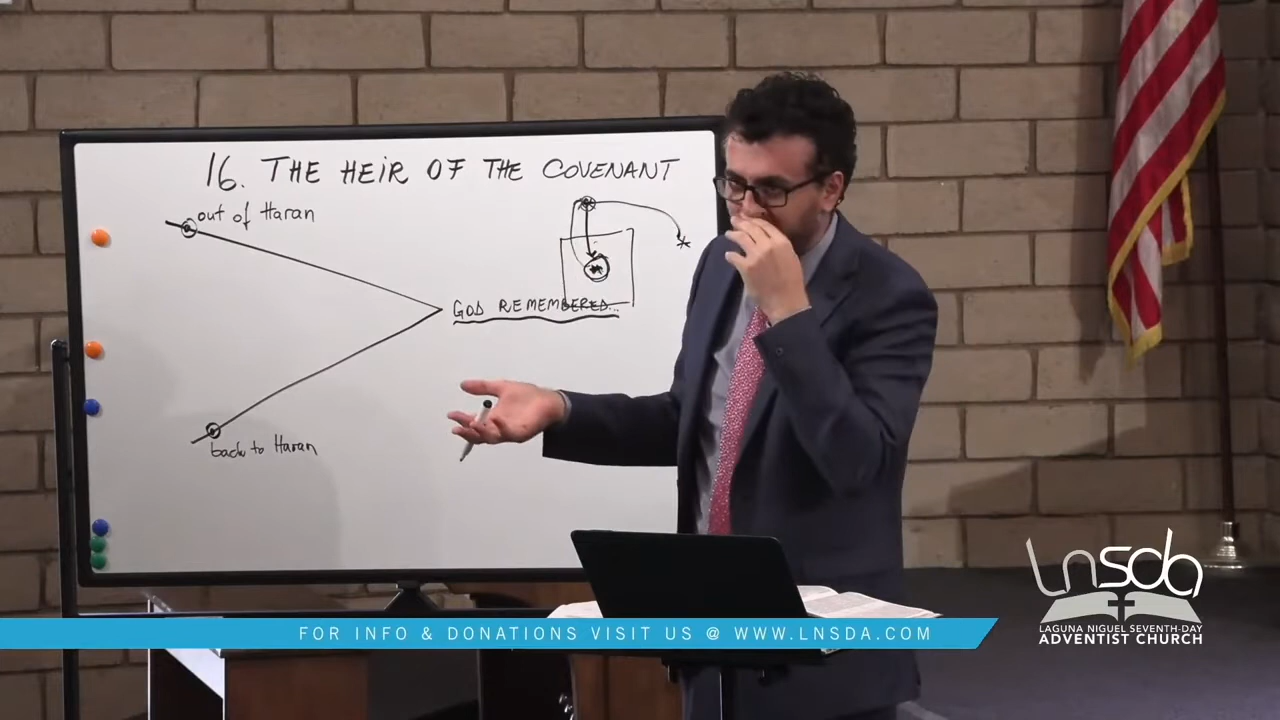 16. THE HEIR OF THE COVENANT
out of Haran
GOD REMEMBERED...
back to Haran
FOR INFO & DONATIONS VISIT US @ WWW.LNSDA.COM
LnSDA
LAGUNA NIGUEL SEVENTH-DAY
ADVENTIST CHURCH